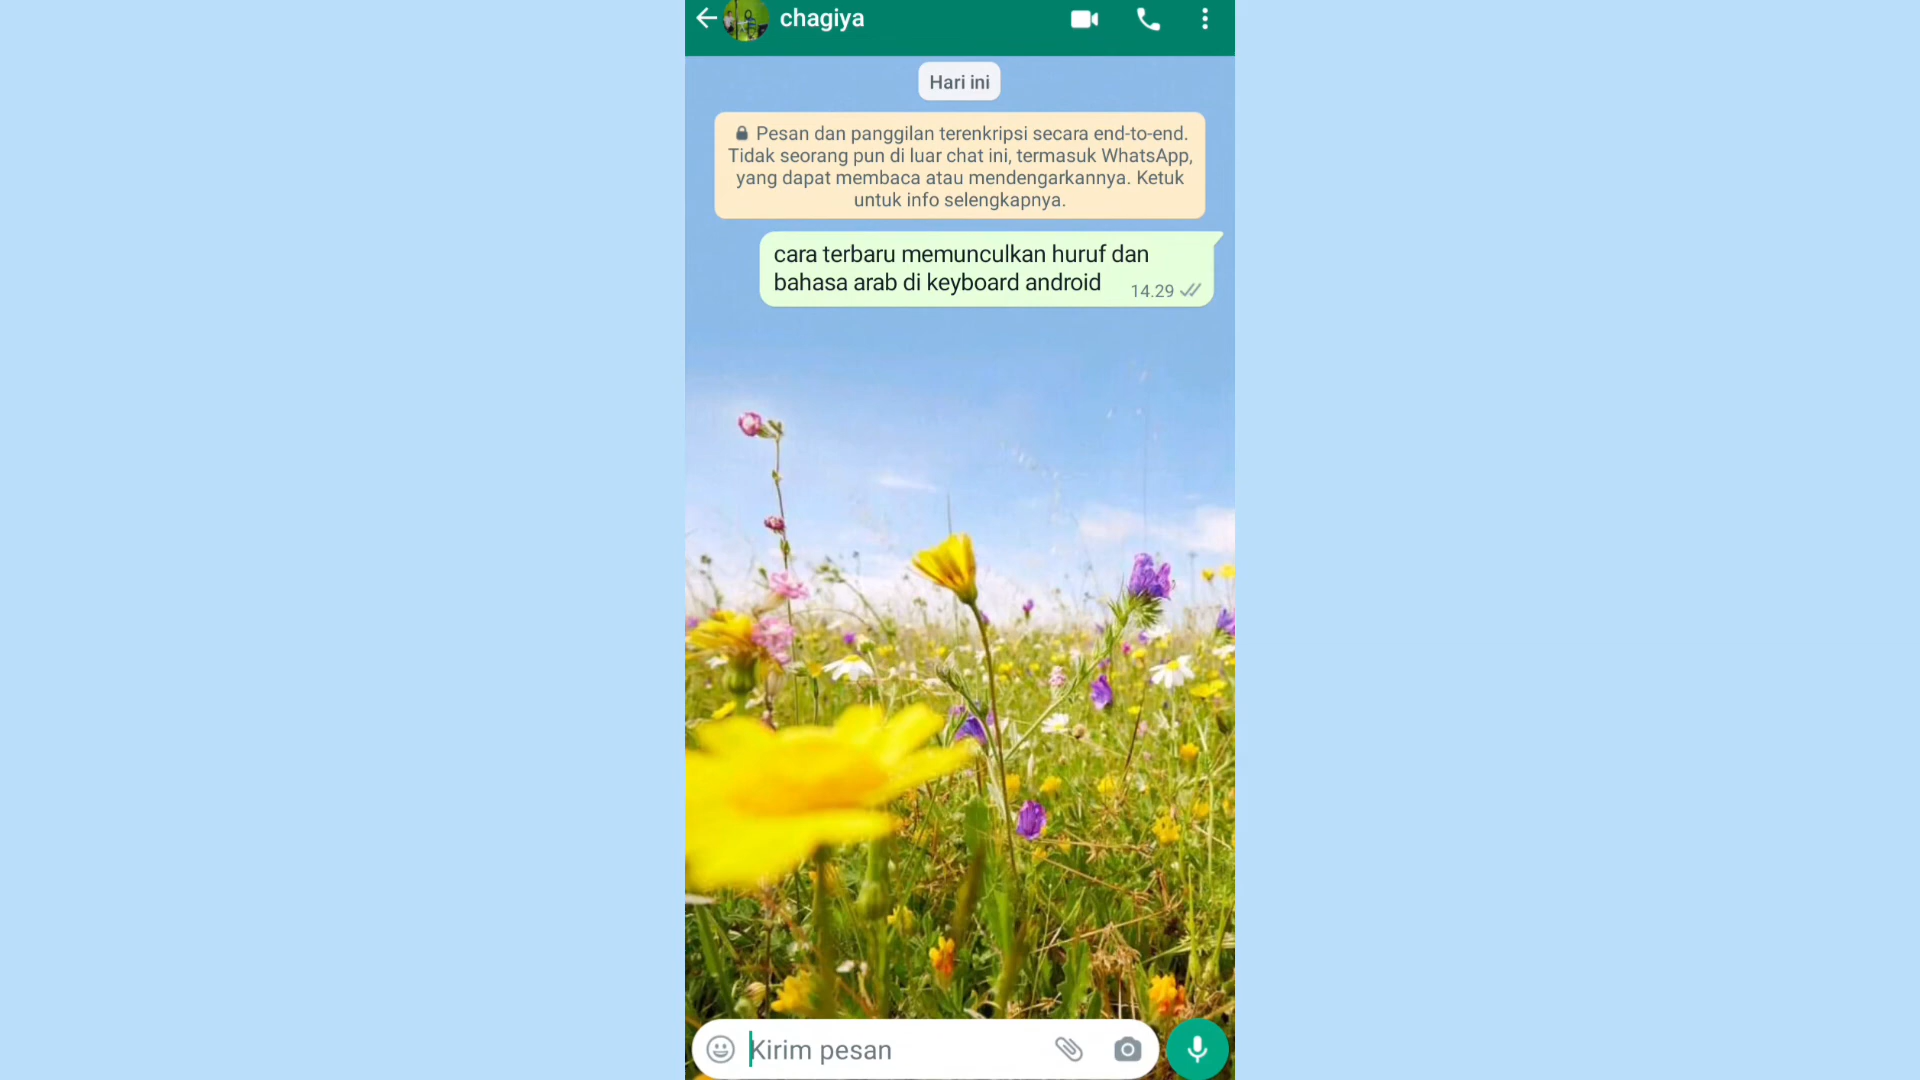 chagiya
Hari ini
Pesan dan panggilan terenkripsi secara end-to-end.
Tidak seorang pun di luar chat ini, termasuk WhatsApp,
yang dapat membaca atau mendengarkannya. Ketuk
untuk info selengkapnya.
cara terbaru memunculkan huruf dan
bahasa arab di keyboard android
14.29
Kirim pesan